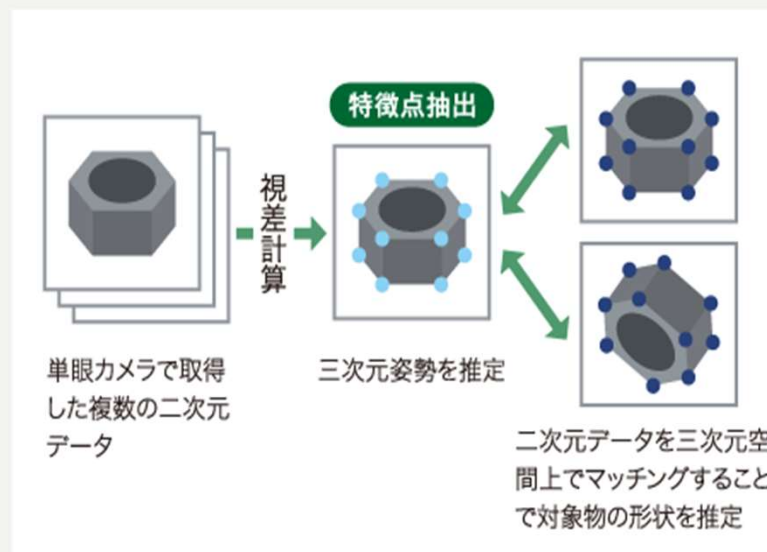 特徴点抽出
視差計算
単眼カメラで取得
した複数の二次元
データ
三次元姿勢を推定
二次元データを三次元空
間上でマッチングすること
で対象物の形状を推定